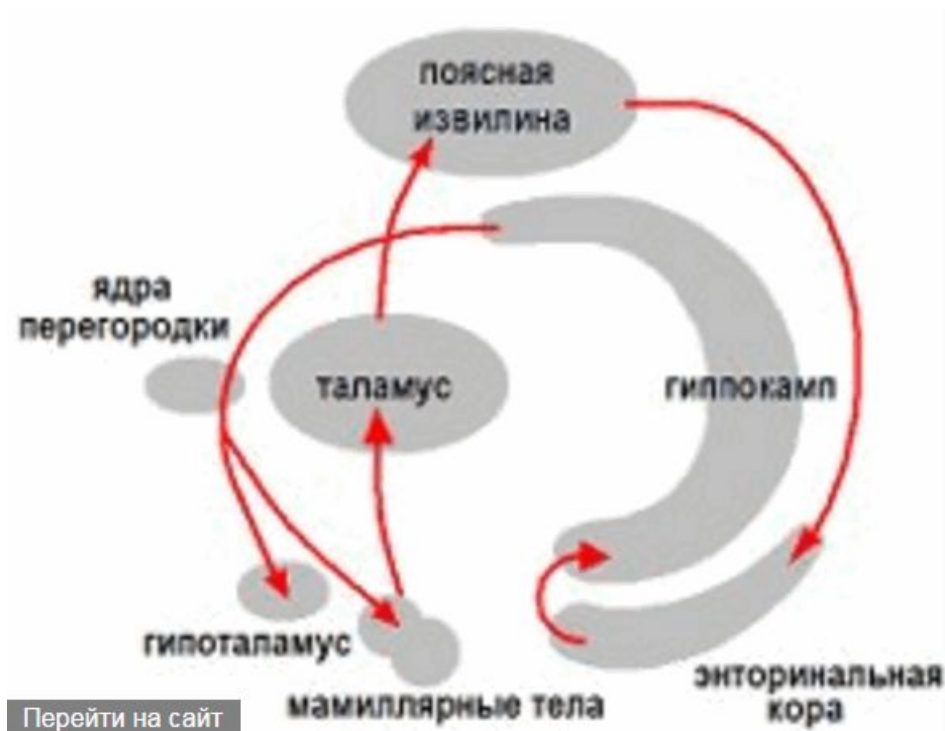 поясная
извилина
ядра
перегородки
таламус
гиппокамп
гипоталамус
мамиллярные тела
энторинальная
кора
Перейти на сайт